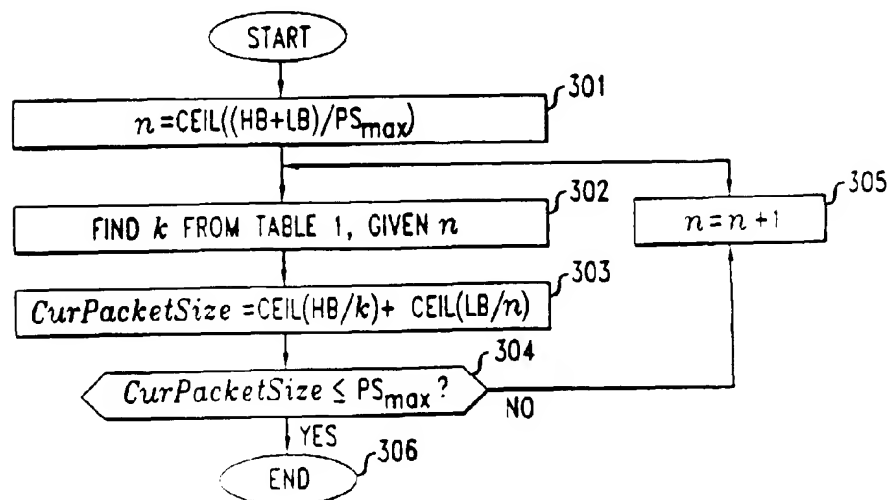 START
301
n=CEIL((HB+LB)/PSmax)
302
305
FIND k FROM TABLE 1, GIVEN n
n=n+1
303
CurPacketSize=CEIL(HB/k)+ CEIL(LB/n)
304
CurPacketSize ≤ PSmax?
NO
YES
306
END